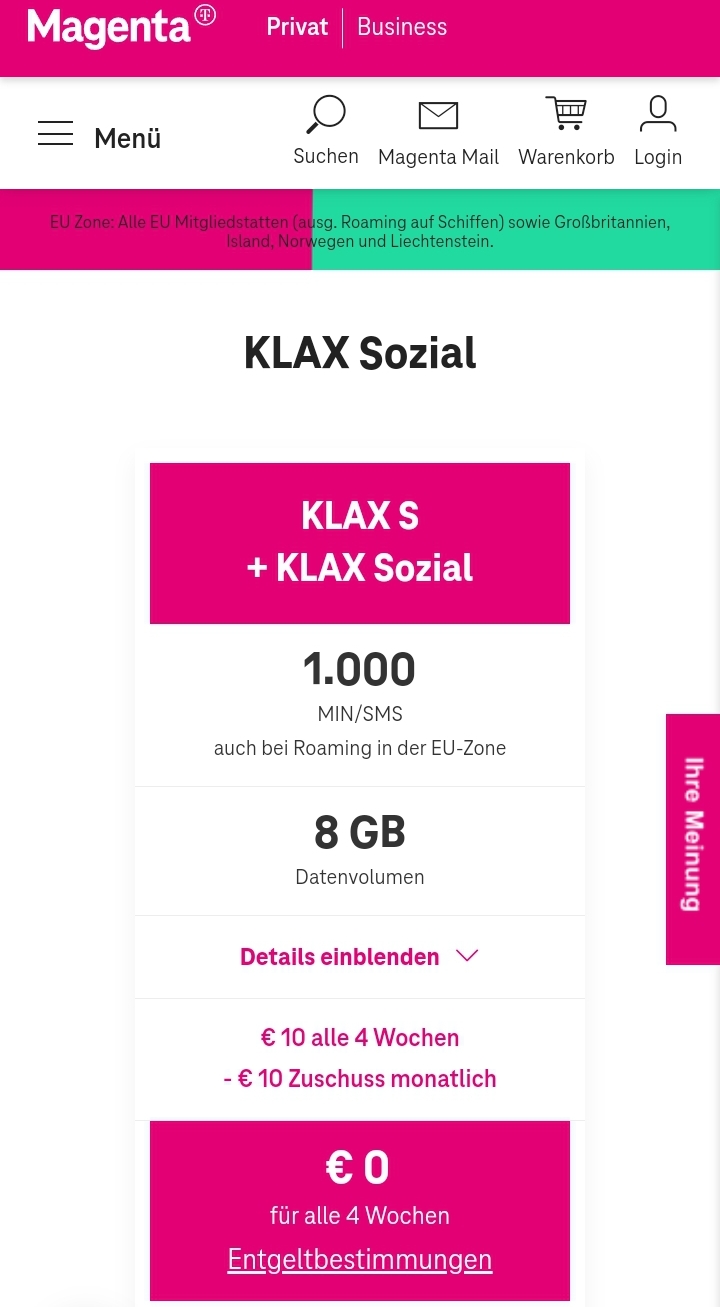 Magenta®
Privat
Business
Menü
Suchen
Magenta Mail
Warenkorb
Login
EU Zone: Alle EU Mitgliedstatten (ausg. Roaming auf Schiffen) sowie Großbritannien,
Island, Norwegen und Liechtenstein.
KLAX Sozial
KLAX S
+ KLAX Sozial
1.000
MIN/SMS
auch bei Roaming in der EU-Zone
8 GB
Datenvolumen
Details einblenden
€ 10 alle 4 Wochen
- € 10 Zuschuss monatlich
€ 0
für alle 4 Wochen
Entgeltbestimmungen
Ihre Meinung